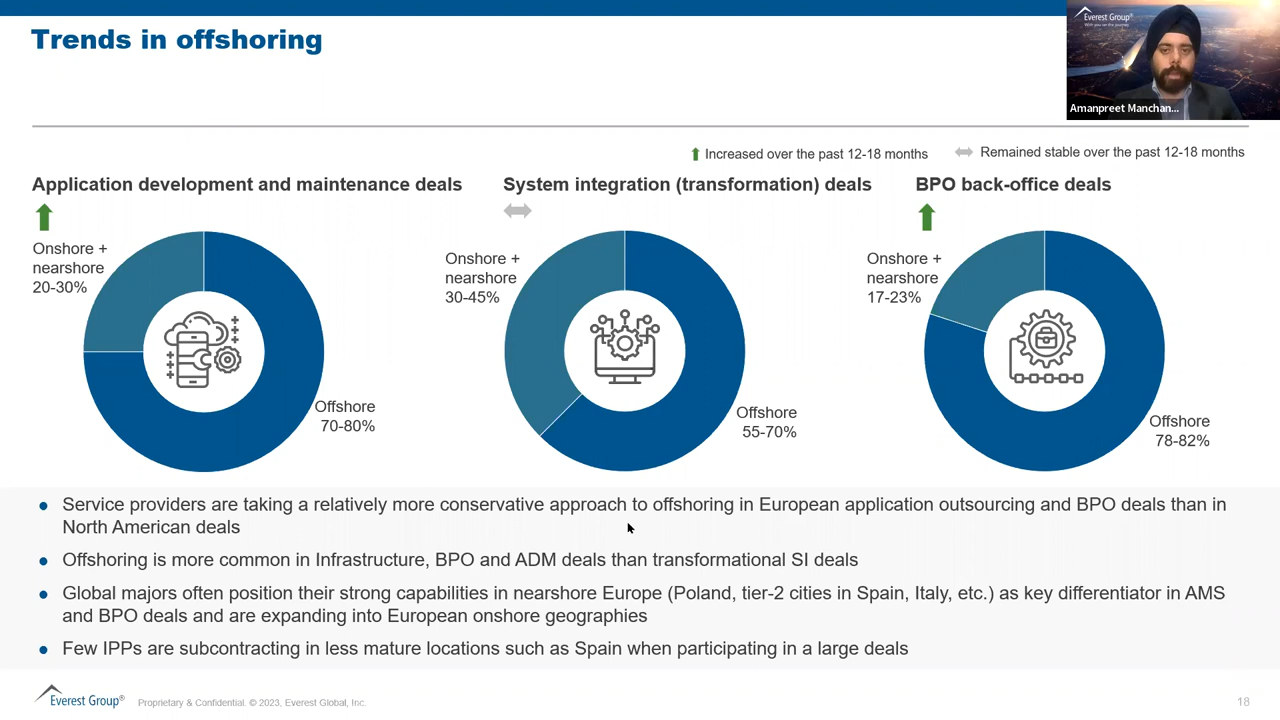 Trends in offshoring
Everest Group®
With you on the journey
Amanpreet Manchan...
Increased over the past 12-18 months
Remained stable over the past 12-18 months
Application development and maintenance deals
Onshore +
nearshore
20-30%
Offshore
70-80%
System integration (transformation) deals
Onshore +
nearshore
30-45%
Offshore
55-70%
BPO back-office deals
Onshore +
nearshore
17-23%
Offshore
78-82%
● Service providers are taking a relatively more conservative approach to offshoring in European application outsourcing and BPO deals than in
North American deals
● Offshoring is more common in Infrastructure, BPO and ADM deals than transformational SI deals
● Global majors often position their strong capabilities in nearshore Europe (Poland, tier-2 cities in Spain, Italy, etc.) as key differentiator in AMS
and BPO deals and are expanding into European onshore geographies
● Few IPPs are subcontracting in less mature locations such as Spain when participating in a large deals
Everest Group®
Proprietary & Confidential. © 2023, Everest Global, Inc.
18